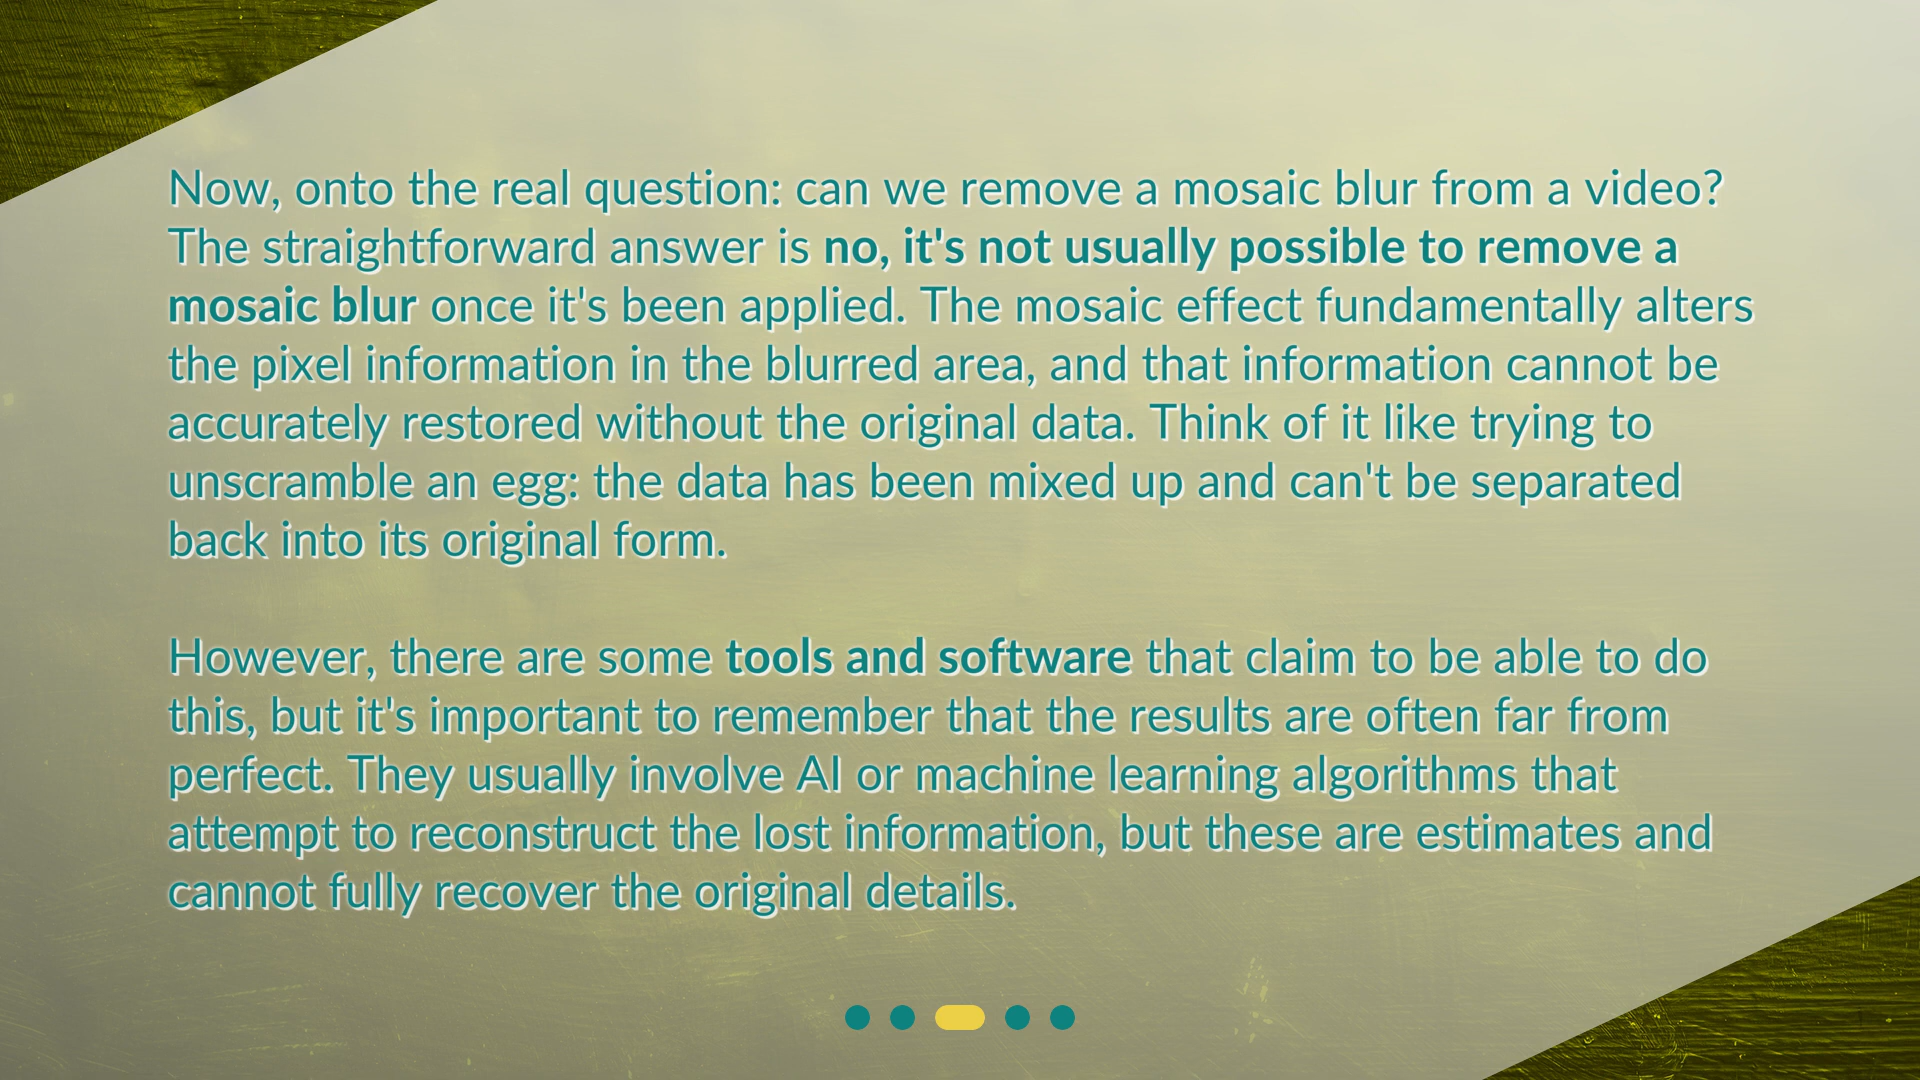 Now, onto the real question: can we remove a mosaic blur from a video?
The straightforward answer is no, it's not usually possible to remove a
mosaic blur once it's been applied. The mosaic effect fundamentally alters
the pixel information in the blurred area, and that information cannot be
accurately restored without the original data. Think of it like trying to
unscramble an egg: the data has been mixed up and can't be separated
back into its original form.
However, there are some tools and software that claim to be able to do
this, but it's important to remember that the results are often far from
perfect. They usually involve AI or machine learning algorithms that
attempt to reconstruct the lost information, but these are estimates and
cannot fully recover the original details.